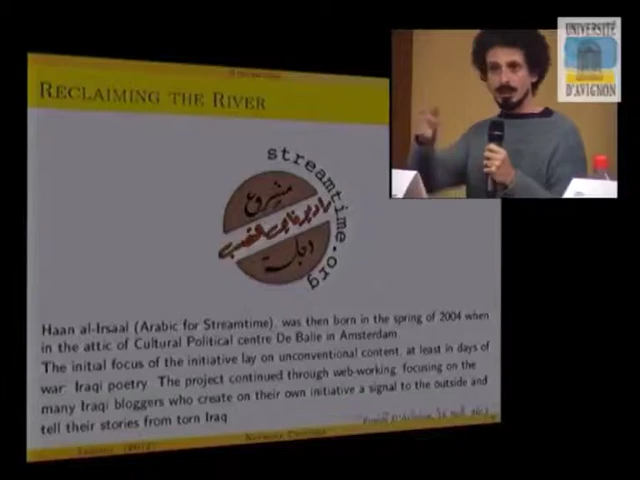 UNIVERSITÉ
D'AVIGNON
RECLAIMING THE RIVER
streamtime.org
مشروع
دجلة
Haan al-Irsaal (Arabic for Streamtime), was then born in the spring of 2004 when
in the attic of Cultural Political centre De Balie in Amsterdam.
The initial focus of the initiative lay on unconventional content, at least in days of
war: Iraqi poetry. The project continued through web-working, focusing on the
many Iraqi bloggers who create on their own initiative a signal to the outside and
tell their stories from torn Iraq.